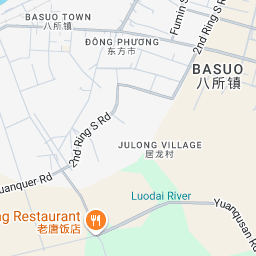 BASUO TOWN
八所镇
ĐÔNG PHƯƠNG
东方市
Fumin S
2nd Ring S Rd
BASUO
八所镇
2nd Ring S Rd
JULONG VILLAGE
居龙村
uanquer Rd
Luodai River
Yuanqusan Ro
ng Restaurant
老唐饭店